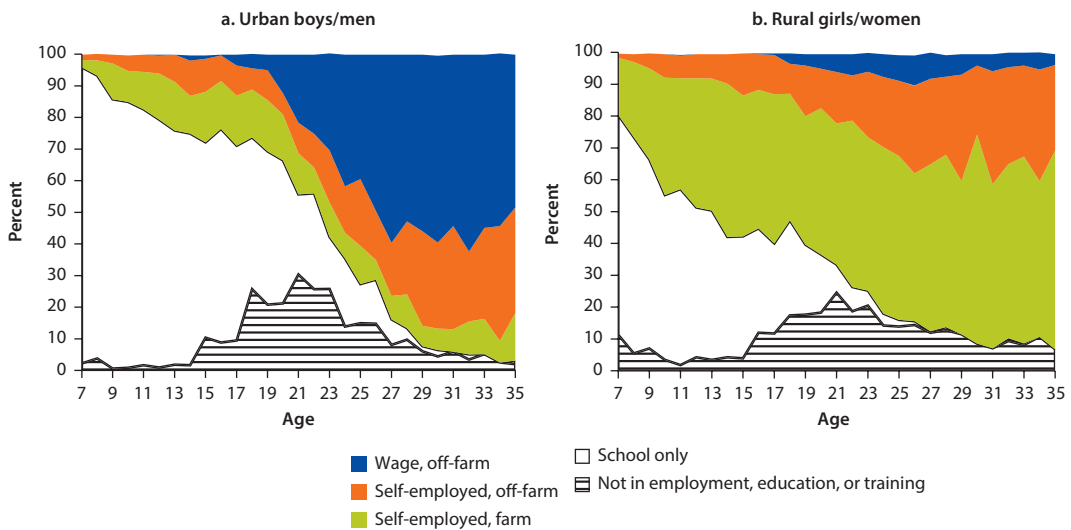 a. Urban boys/men
b. Rural girls/women
Percent
100
90
80
70
60
50
40
30
20
10
0
7 9 11 13 15 17 19 21 23 25 27 29 31 33 35
Age
Percent
100
90
80
70
60
50
40
30
20
10
0
7 9 11 13 15 17 19 21 23 25 27 29 31 33 35
Age
Wage, off-farm
Self-employed, off-farm
Self-employed, farm
School only
Not in employment, education, or training